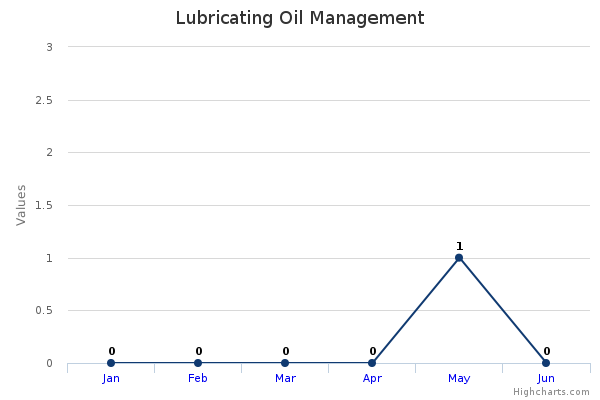 Lubricating Oil Management
3
2.5
2
1.5
1
0.5
0
Values
0 0 0 0 1 0
Jan Feb Mar Apr May Jun
Highcharts.com